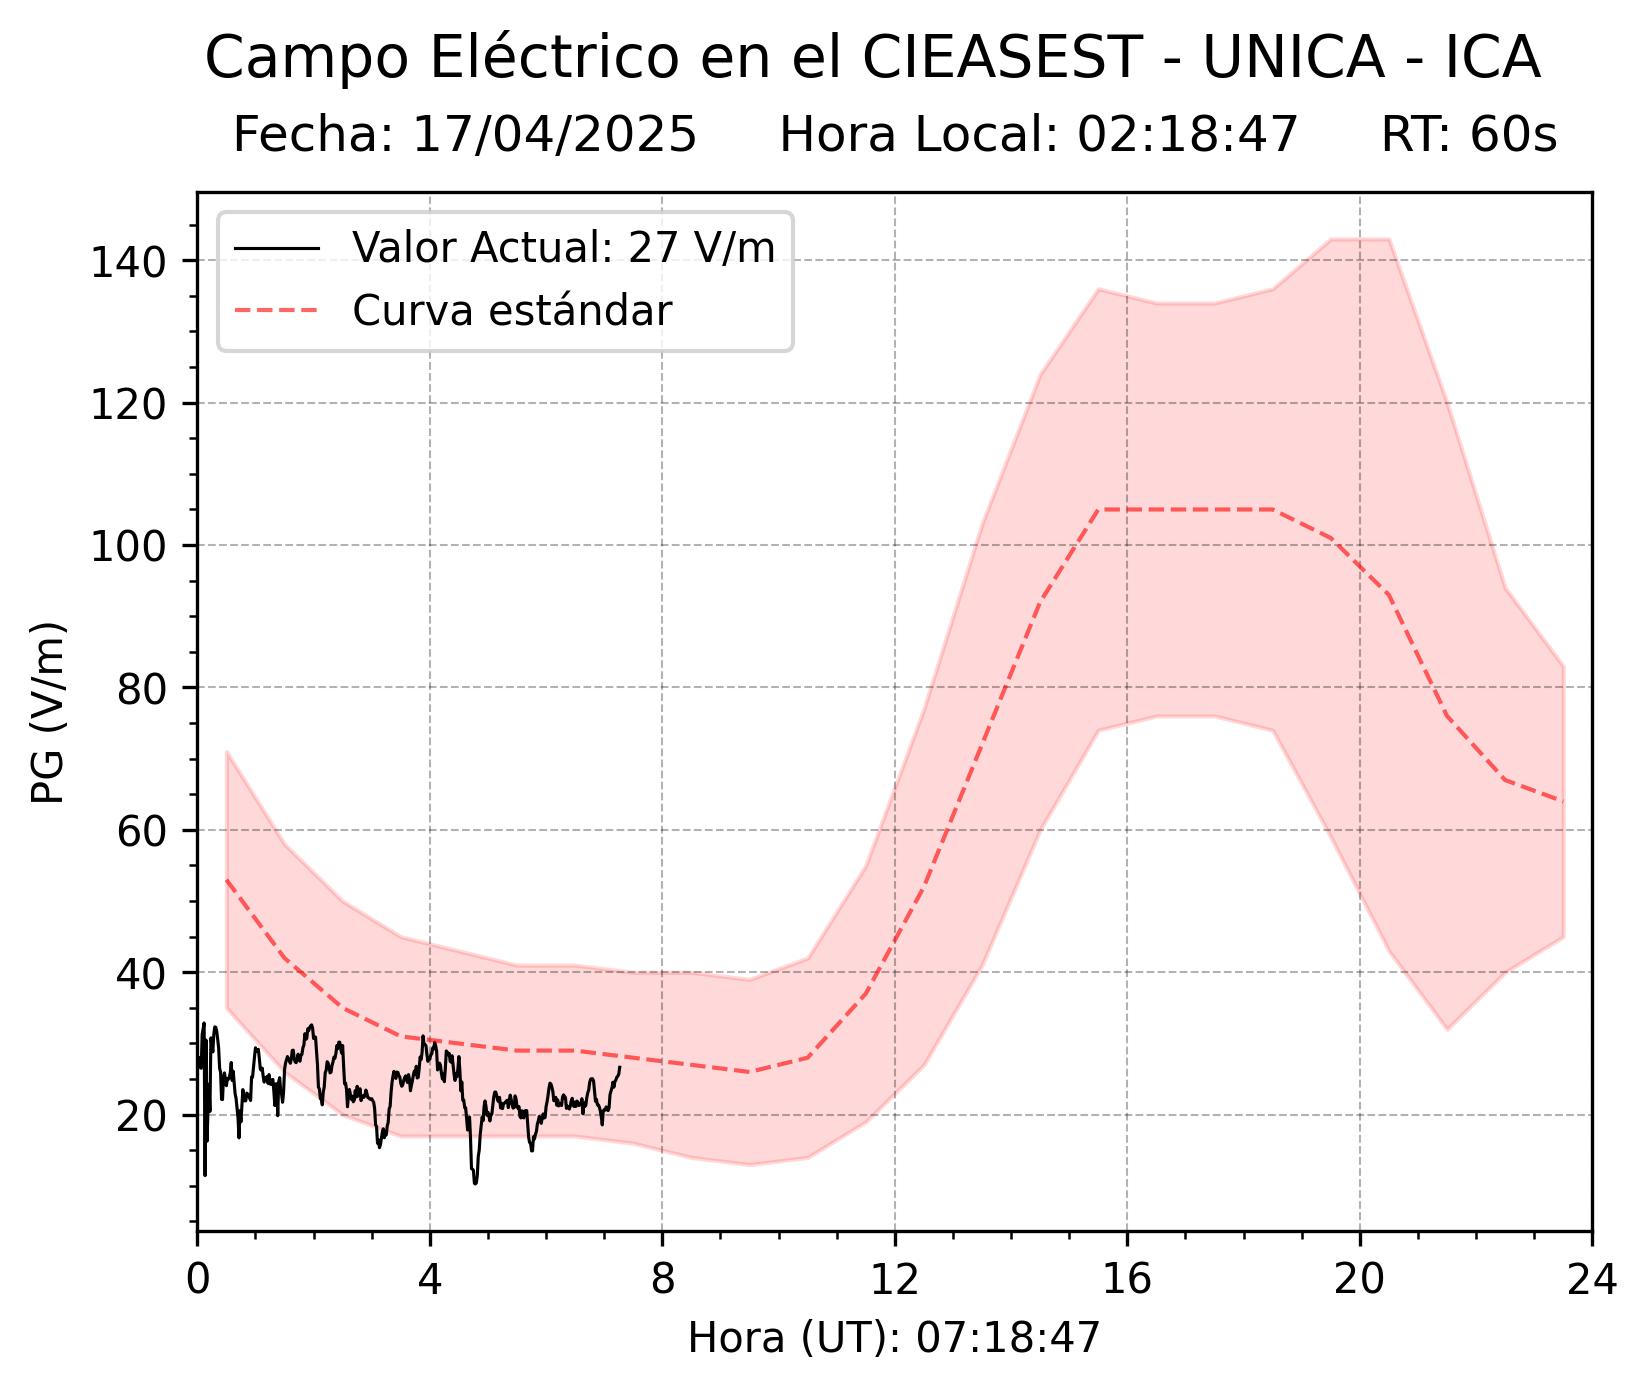 Campo Eléctrico en el CIEASEST - UNICA - ICA
Fecha: 17/04/2025 Hora Local: 02:18:47 RT: 60s
Valor Actual: 27 V/m
Curva estándar
140
120
100
80
60
40
20
PG (V/m)
0 4 8 12 16 20 24
Hora (UT): 07:18:47